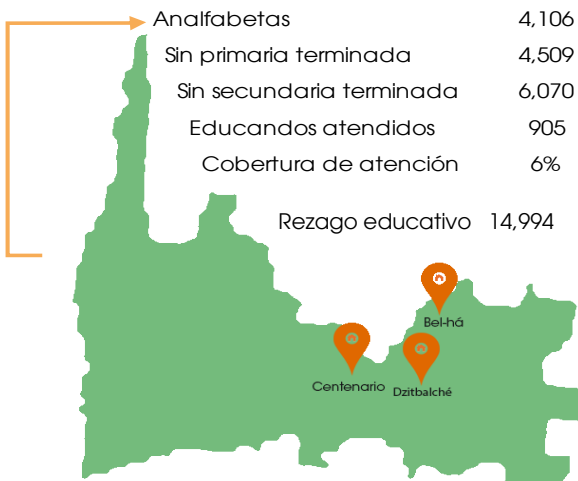 Analfabetas 4,106
Sin primaria terminada 4,509
Sin secundaria terminada 6,070
Educandos atendidos 905
Cobertura de atención 6%
Rezago educativo 14,994
Bel-há
Centenario
Dzitbalché